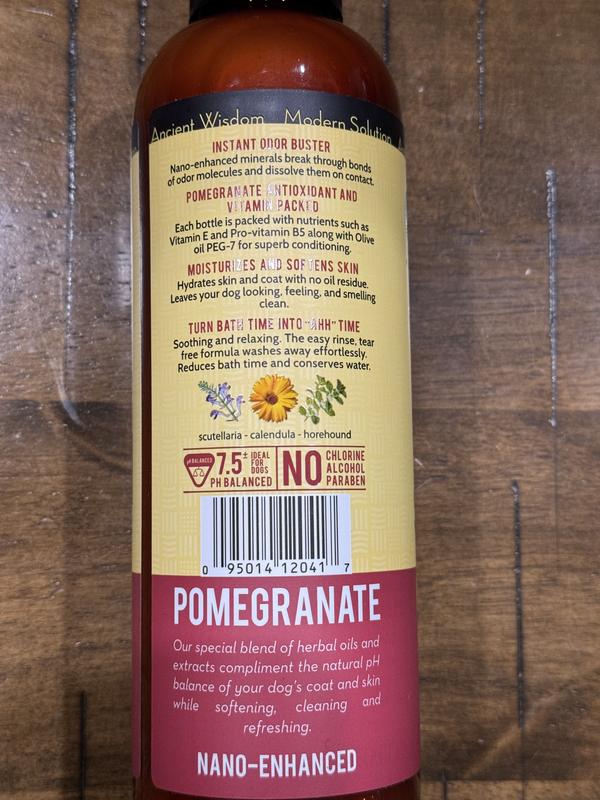 Ancient Wisdom Modern Solution
INSTANT ODOR BUSTER
Nano-enhanced minerals break through bonds
of odor molecules and dissolve them on contact.
POMEGRANATE ANTIOXIDANT AND
VITAMIN PACKED
Each bottle is packed with nutrients such as
Vitamin E and Pro-vitamin B5 along with Olive
oil PEG-7 for superb conditioning.
MOISTURIZES AND SOFTENS SKIN
Hydrates skin and coat with no oil residue.
Leaves your dog looking, feeling, and smelling
clean.
TURN BATH TIME INTO "AHH" TIME
Soothing and relaxing. The easy rinse, tear
free formula washes away effortlessly.
Reduces bath time and conserves water.
scutellaria - calendula - horehound
pH BALANCED
7.5± IDEAL FOR DOGS
PH BALANCED
NO CHLORINE
ALCOHOL
PARABEN
0 95014 12041 7
POMEGRANATE
Our special blend of herbal oils and
extracts compliment the natural pH
balance of your dog's coat and skin
while softening, cleaning and
refreshing.
NANO-ENHANCED